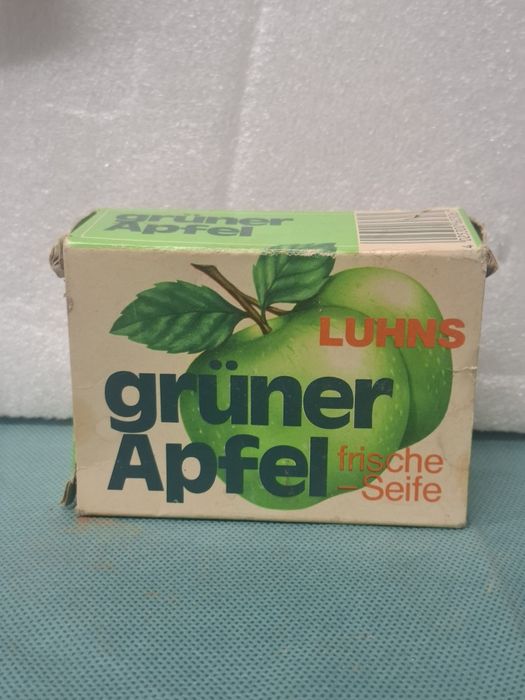 grüner
Apfel
LUHNS
grüner
Apfel
frische
-Seife